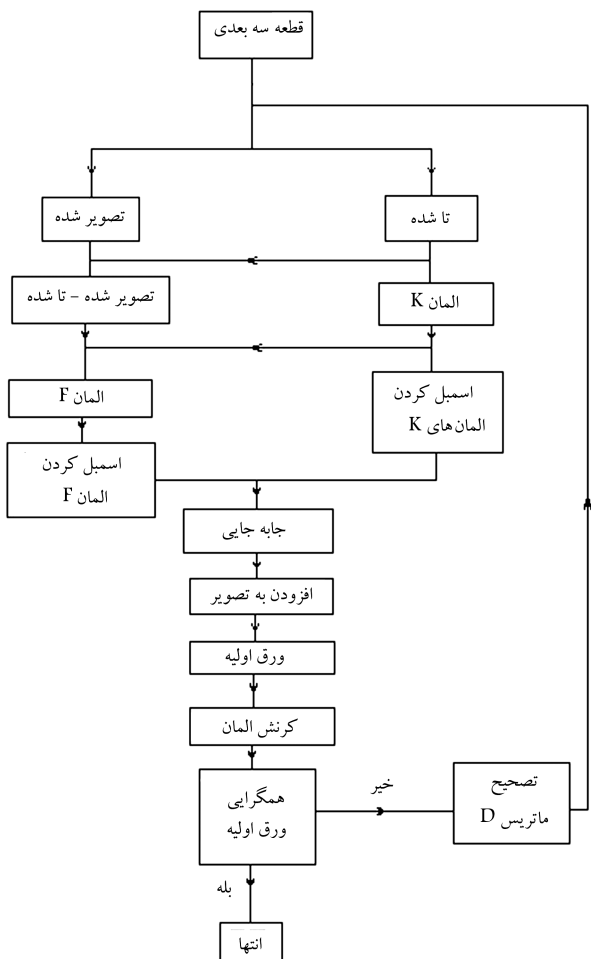 قطعه سه بعدی
تصویر شده
تا شده
تصویر شده – تا شده
المان K
المان F
اسمبل کردن
المان‌های K
اسمبل کردن
المان F
جابه جایی
افزودن به تصویر
ورق اولیه
کرنش المان
همگرایی
ورق اولیه
خیر
تصحیح
ماتریس D
بله
انتها